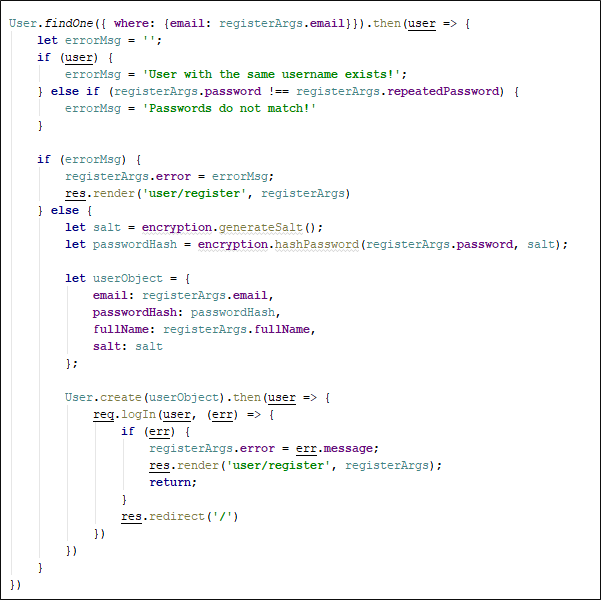 User.findOne({ where: {email: registerArgs.email}}).then(user => {
    let errorMsg = '';
    if (user) {
        errorMsg = 'User with the same username exists!';
    } else if (registerArgs.password !== registerArgs.repeatedPassword) {
        errorMsg = 'Passwords do not match!'
    }

    if (errorMsg) {
        registerArgs.error = errorMsg;
        res.render('user/register', registerArgs)
    } else {
        let salt = encryption.generateSalt();
        let passwordHash = encryption.hashPassword(registerArgs.password, salt);

        let userObject = {
            email: registerArgs.email,
            passwordHash: passwordHash,
            fullName: registerArgs.fullName,
            salt: salt
        };

        User.create(userObject).then(user => {
            req.logIn(user, (err) => {
                if (err) {
                    registerArgs.error = err.message;
                    res.render('user/register', registerArgs);
                    return;
                }
                res.redirect('/')
            })
        })
    }
})